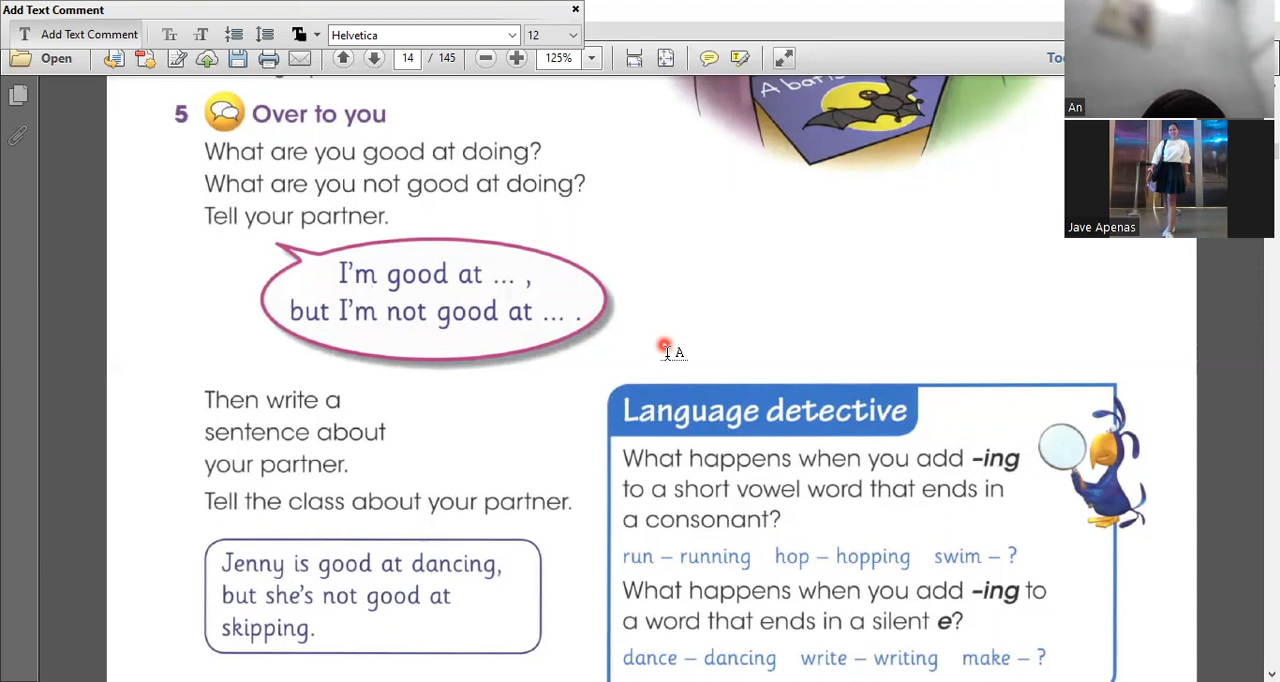 Add Text Comment
Add Text Comment
Helvetica
12
Open
14 / 145
125%
A bat is
5 Over to you
What are you good at doing?
What are you not good at doing?
Tell your partner.
I'm good at ... ,
but I'm not good at ... .
Then write a
sentence about
your partner.
Tell the class about your partner.
Jenny is good at dancing,
but she's not good at
skipping.
Language detective
What happens when you add -ing
to a short vowel word that ends in
a consonant?
run – running hop – hopping swim – ?
What happens when you add -ing to
a word that ends in a silent e?
dance – dancing write – writing make – ?
An
Jave Apenas
A